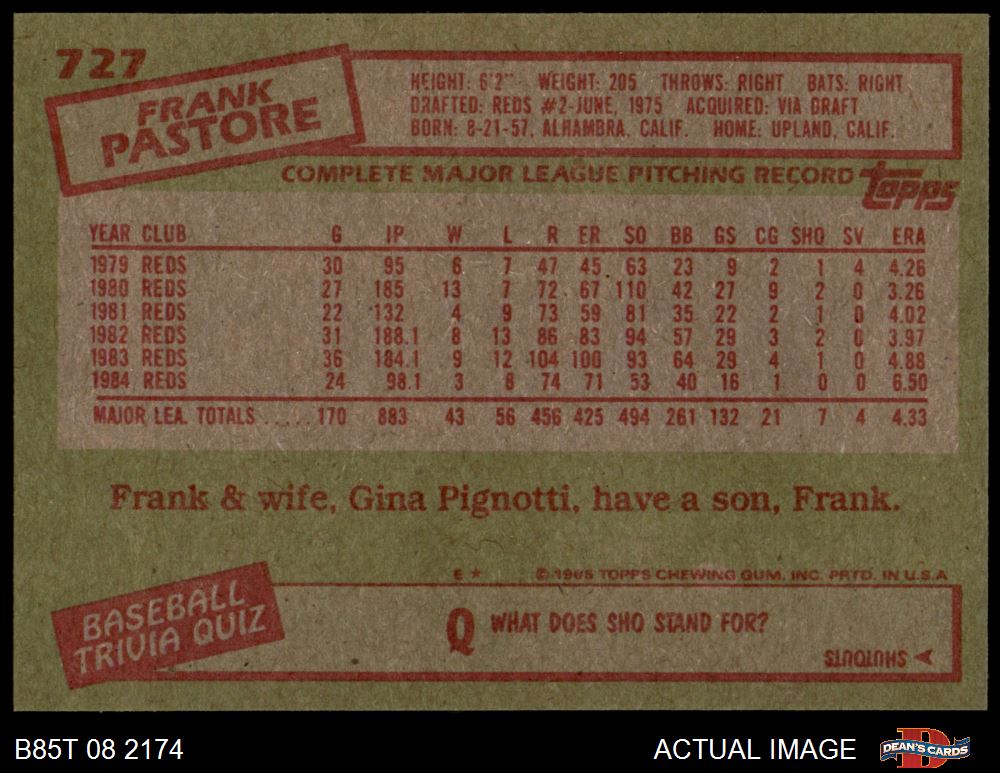 727
FRANK
PASTORE
HEIGHT: 6'2" WEIGHT: 205 THROWS: RIGHT BATS: RIGHT
DRAFTED: REDS #2-JUNE, 1975 ACQUIRED: VIA DRAFT
BORN: 8-21-57, ALHAMBRA, CALIF. HOME: UPLAND, CALIF.
COMPLETE MAJOR LEAGUE PITCHING RECORD topps
YEAR CLUB G IP W L R ER SO BB GS CG SHO SV ERA
1979 REDS 30 95 6 7 47 45 63 23 9 2 1 4 4.26
1980 REDS 27 185 13 7 72 67 110 42 27 9 2 0 3.26
1981 REDS 22 132 4 9 73 59 81 35 22 2 1 0 4.02
1982 REDS 31 188.1 8 13 86 83 94 57 29 3 2 0 3.97
1983 REDS 36 184.1 9 12 104 100 93 64 29 4 1 0 4.88
1984 REDS 24 98.1 3 8 74 71 53 40 16 1 0 0 6.50
MAJOR LEA. TOTALS ..... 170 883 43 56 456 425 494 261 132 21 7 4 4.33
Frank & wife, Gina Pignotti, have a son, Frank.
E * © 1985 TOPPS CHEWING GUM, INC. PRTD. IN U.S.A
BASEBALL
TRIVIA QUIZ
Q WHAT DOES SHO STAND FOR?
SHUTOUTS
B85T 08 2174 ACTUAL IMAGE DEAN'S CARDS